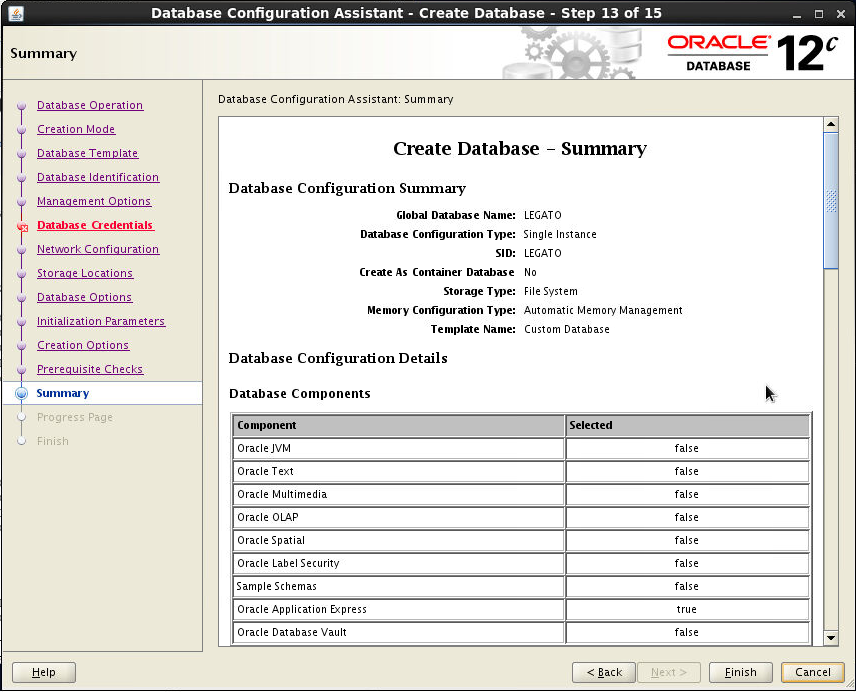 Database Configuration Assistant - Create Database - Step 13 of 15
Summary
ORACLE
DATABASE
12c
Database Operation
Creation Mode
Database Template
Database Identification
Management Options
Database Credentials
Network Configuration
Storage Locations
Database Options
Initialization Parameters
Creation Options
Prerequisite Checks
Summary
Progress Page
Finish
Database Configuration Assistant: Summary
Create Database – Summary
Database Configuration Summary
Global Database Name: LEGATO
Database Configuration Type: Single Instance
SID: LEGATO
Create As Container Database No
Storage Type: File System
Memory Configuration Type: Automatic Memory Management
Template Name: Custom Database
Database Configuration Details
Database Components
Component Selected
Oracle JVM false
Oracle Text false
Oracle Multimedia false
Oracle OLAP false
Oracle Spatial false
Oracle Label Security false
Sample Schemas false
Oracle Application Express true
Oracle Database Vault false
Help < Back Next > Finish Cancel